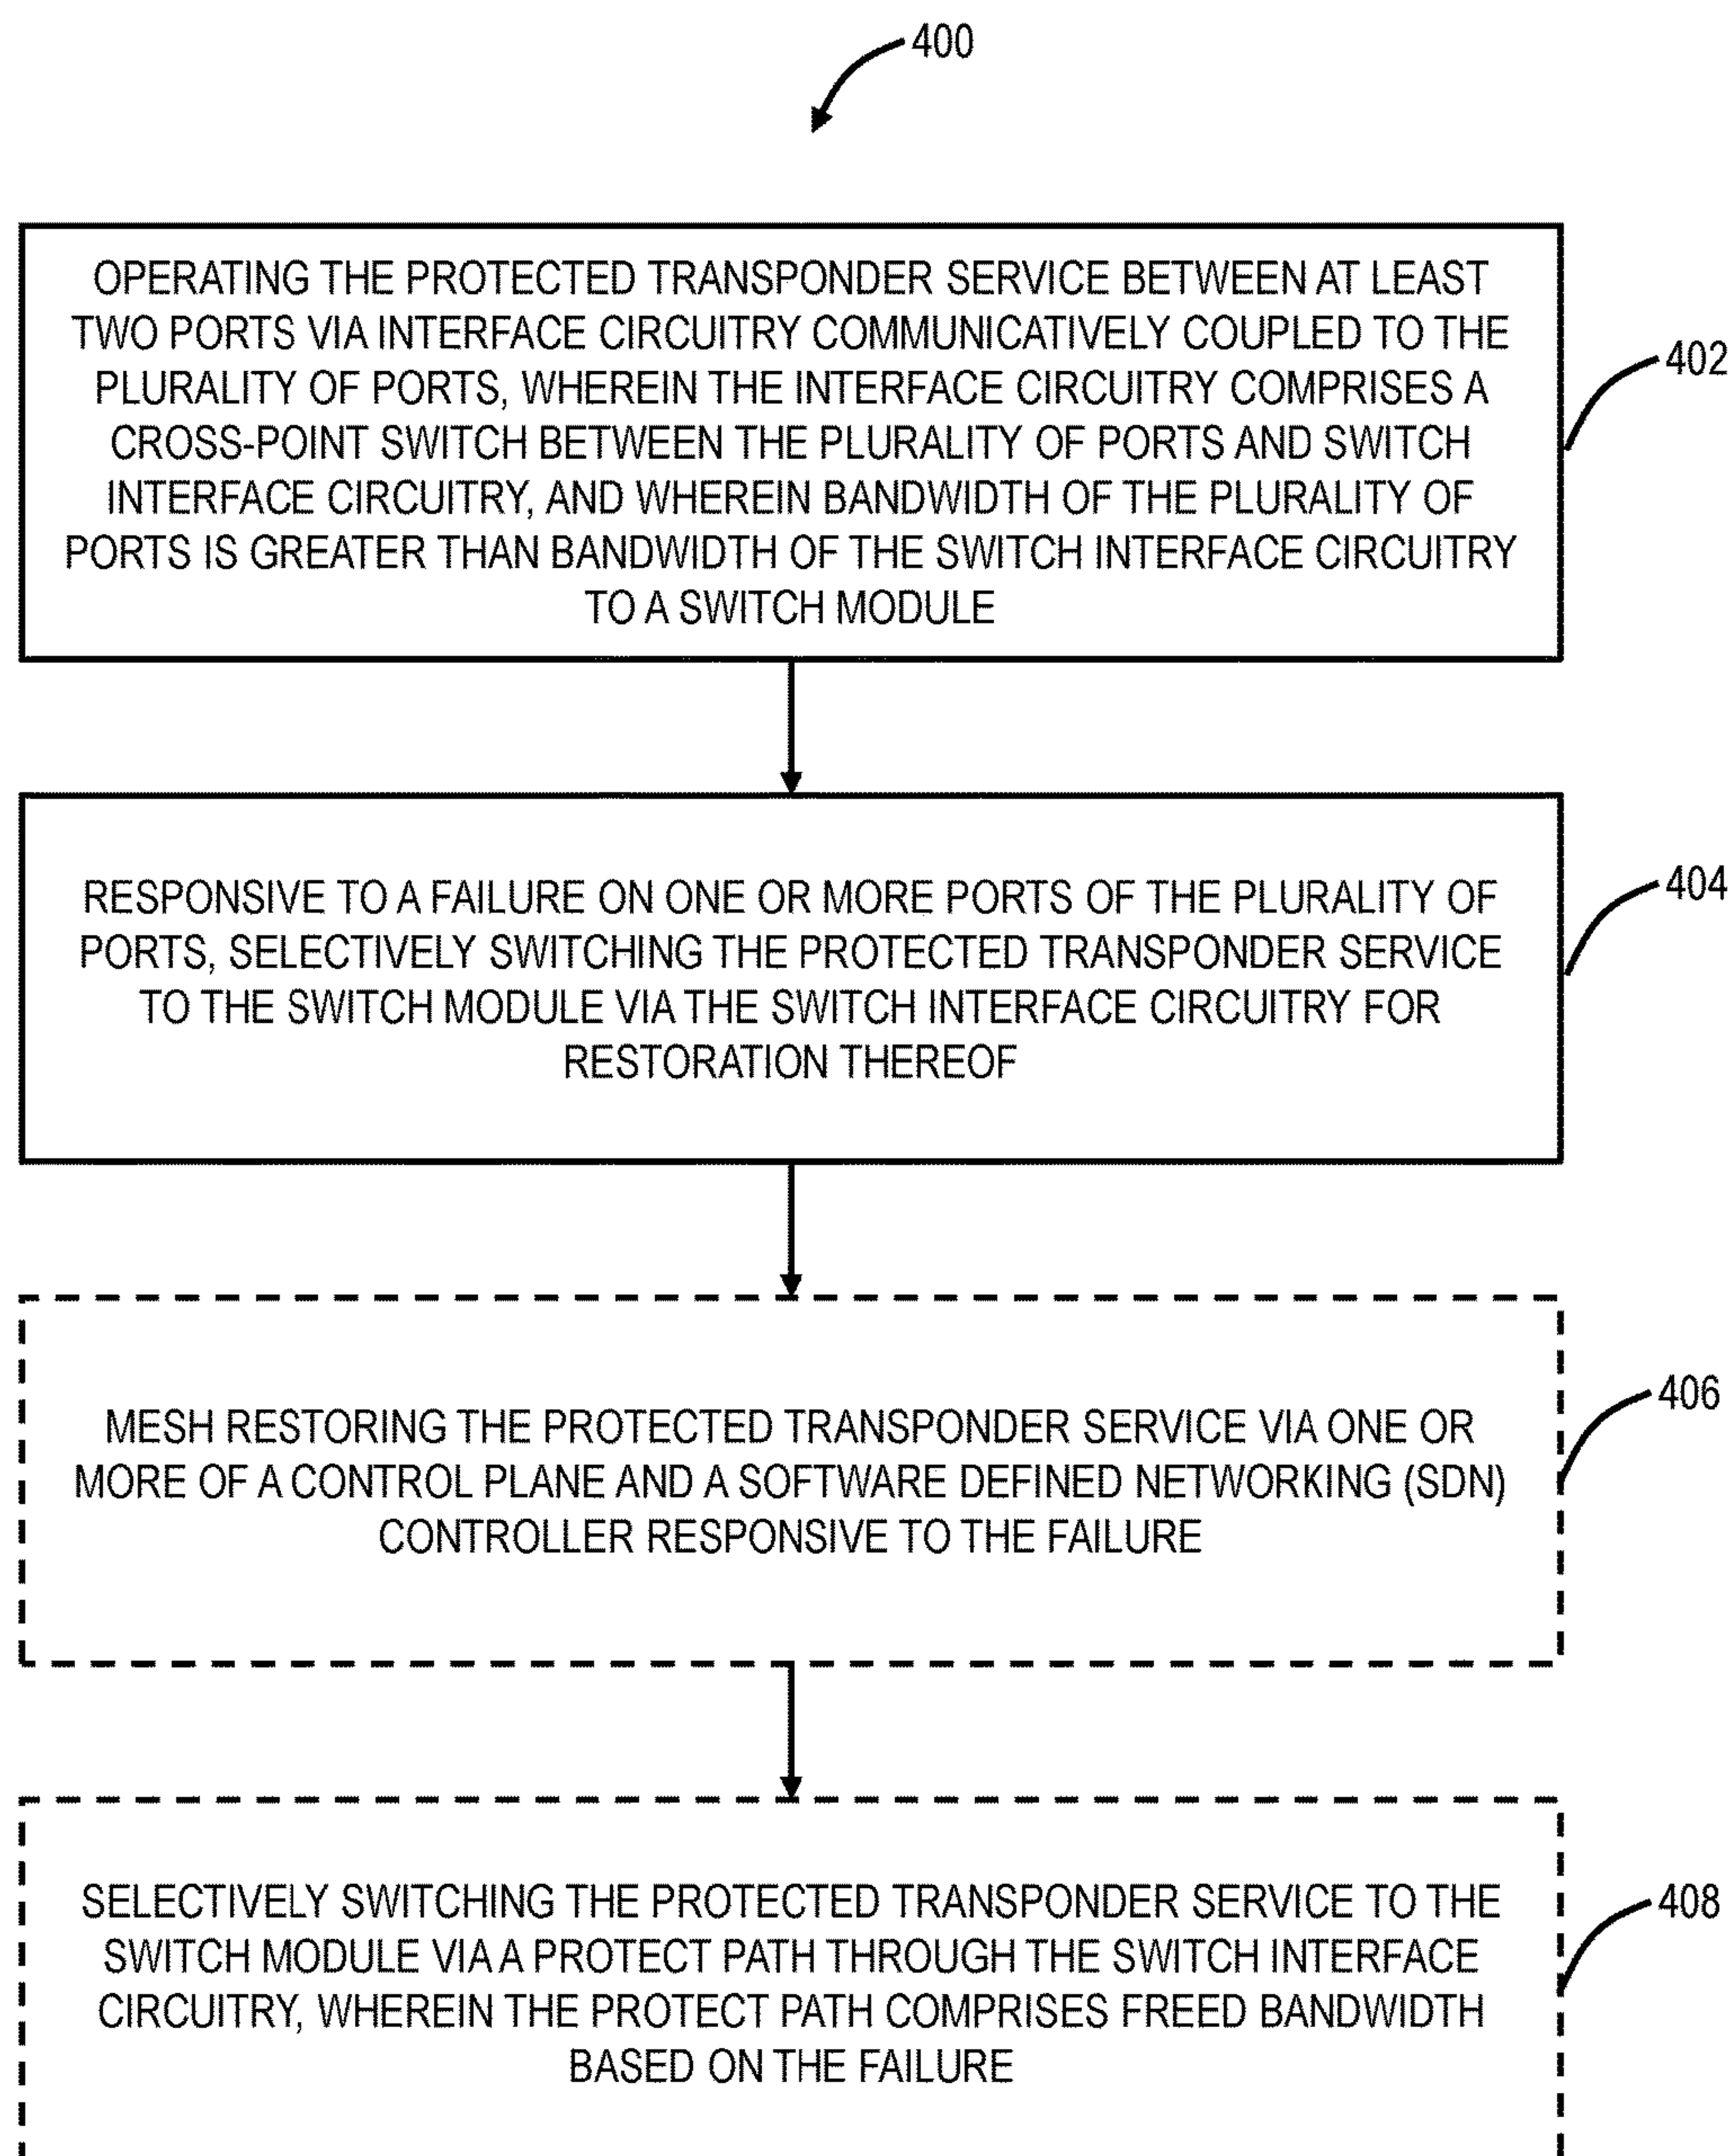 400
OPERATING THE PROTECTED TRANSPONDER SERVICE BETWEEN AT LEAST
TWO PORTS VIA INTERFACE CIRCUITRY COMMUNICATIVELY COUPLED TO THE
PLURALITY OF PORTS, WHEREIN THE INTERFACE CIRCUITRY COMPRISES A
CROSS-POINT SWITCH BETWEEN THE PLURALITY OF PORTS AND SWITCH
INTERFACE CIRCUITRY, AND WHEREIN BANDWIDTH OF THE PLURALITY OF
PORTS IS GREATER THAN BANDWIDTH OF THE SWITCH INTERFACE CIRCUITRY
TO A SWITCH MODULE
402
RESPONSIVE TO A FAILURE ON ONE OR MORE PORTS OF THE PLURALITY OF
PORTS, SELECTIVELY SWITCHING THE PROTECTED TRANSPONDER SERVICE
TO THE SWITCH MODULE VIA THE SWITCH INTERFACE CIRCUITRY FOR
RESTORATION THEREOF
404
MESH RESTORING THE PROTECTED TRANSPONDER SERVICE VIA ONE OR
MORE OF A CONTROL PLANE AND A SOFTWARE DEFINED NETWORKING (SDN)
CONTROLLER RESPONSIVE TO THE FAILURE
406
SELECTIVELY SWITCHING THE PROTECTED TRANSPONDER SERVICE TO THE
SWITCH MODULE VIA A PROTECT PATH THROUGH THE SWITCH INTERFACE
CIRCUITRY, WHEREIN THE PROTECT PATH COMPRISES FREED BANDWIDTH
BASED ON THE FAILURE
408